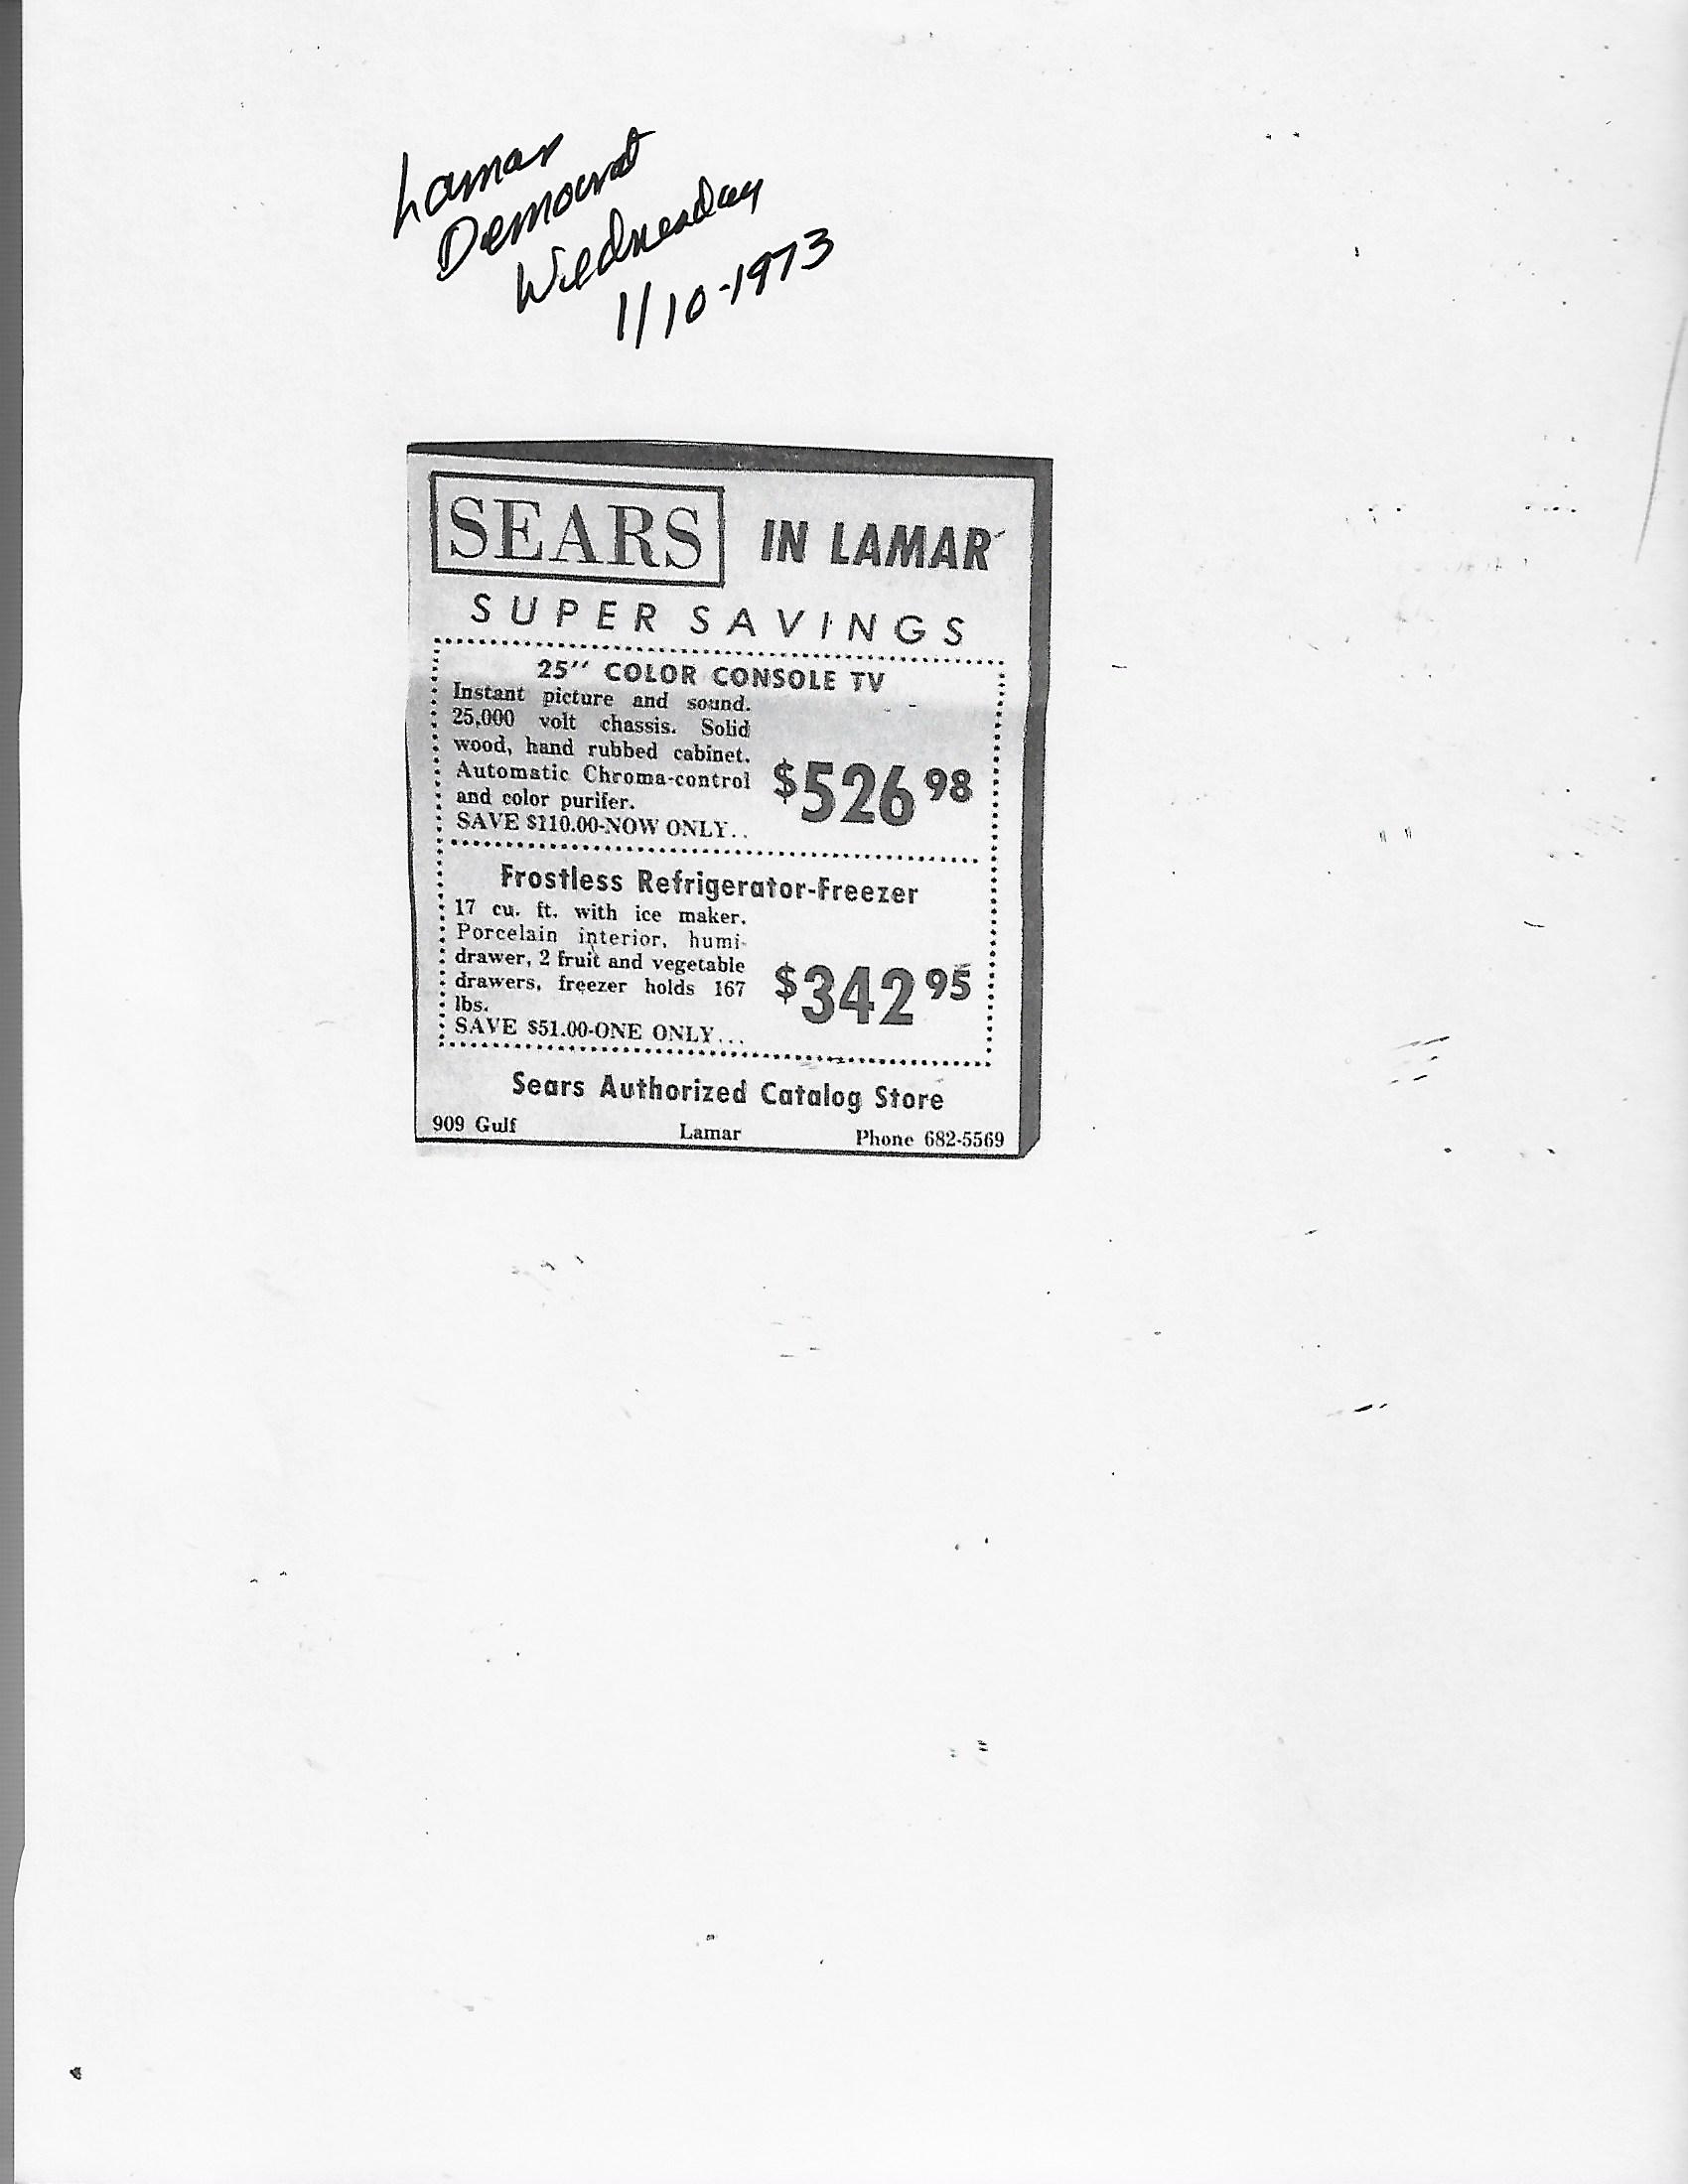 Lamar
Democrat
Wednesday
1/10-1973
SEARS IN LAMAR
SUPER SAVINGS
25" COLOR CONSOLE TV
Instant picture and sound.
25,000 volt chassis. Solid
wood, hand rubbed cabinet.
Automatic Chroma-control
and color purifer.
SAVE $110.00-NOW ONLY..
$526 98
Frostless Refrigerator-Freezer
17 cu. ft. with ice maker.
Porcelain interior, humi-
drawer, 2 fruit and vegetable
drawers, freezer holds 167
lbs.
SAVE $51.00-ONE ONLY...
$342 95
Sears Authorized Catalog Store
909 Gulf Lamar Phone 682-5569